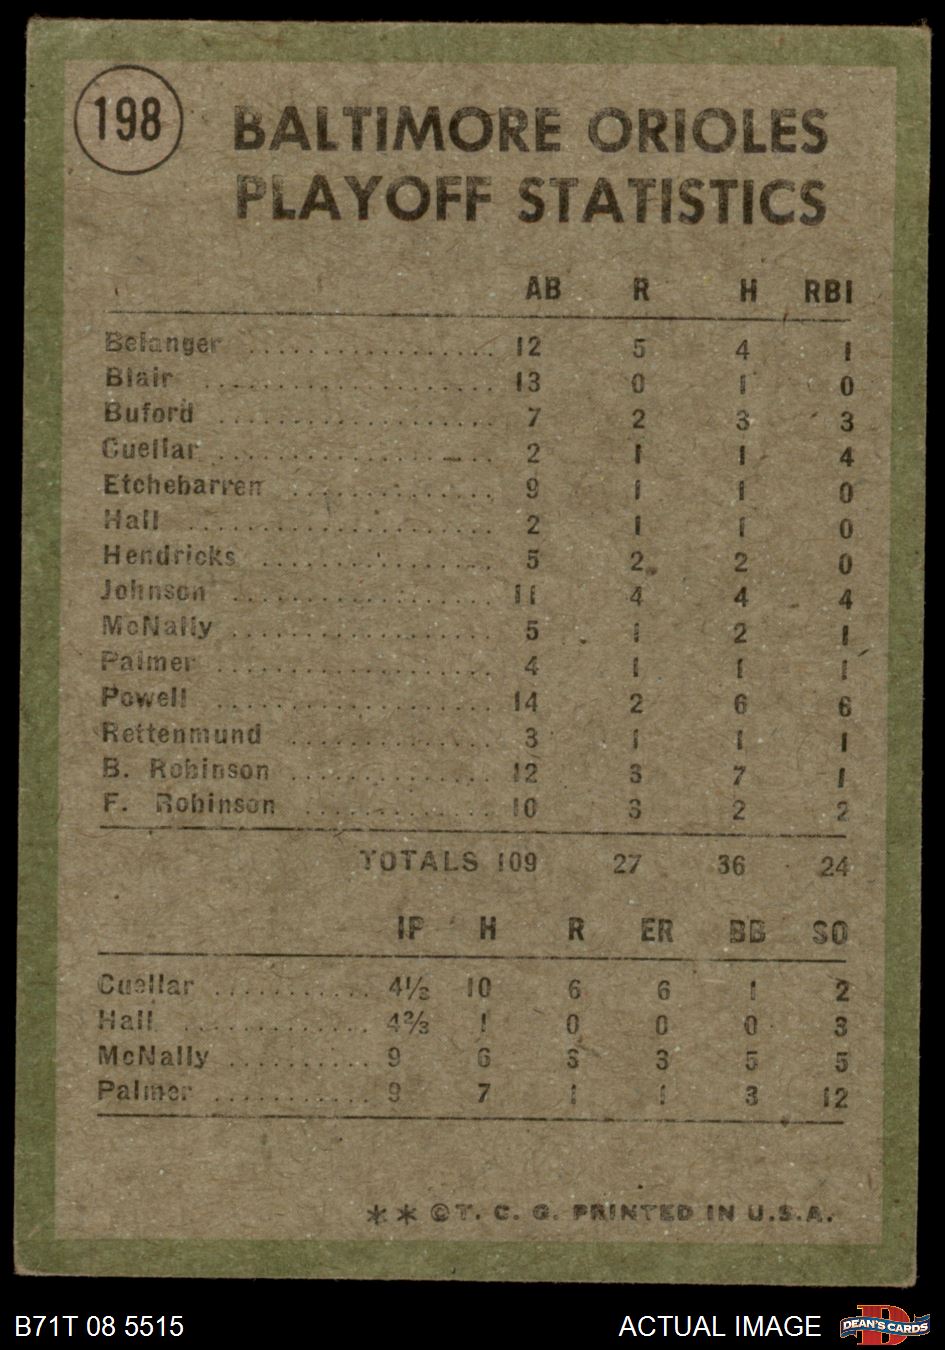 198
BALTIMORE ORIOLES
PLAYOFF STATISTICS
AB R H RBI
Belanger ................. 12 5 4 1
Blair .................... 13 0 1 0
Buford ................... 7 2 3 3
Cuellar .................. 2 1 1 4
Etchebarren ............. 9 1 1 0
Hall ..................... 2 1 1 0
Hendricks ................ 5 2 2 0
Johnson .................. 11 4 4 4
McNally .................. 5 1 2 1
Palmer ................... 4 1 1 1
Powell ................... 14 2 6 6
Rettenmund .............. 3 1 1 1
B. Robinson .............. 12 3 7 1
F. Robinson ............. 10 3 2 2
TOTALS 109 27 36 24
IP H R ER BB SO
Cuellar ........... 4⅓ 10 6 6 1 2
Hall ............. 4⅔ 1 0 0 0 3
McNally .......... 9 6 3 3 5 5
Palmer ........... 9 7 1 1 3 12
** ©T. C. G. PRINTED IN U.S.A.
B71T 08 5515 ACTUAL IMAGE
D
DEAN'S CARDS